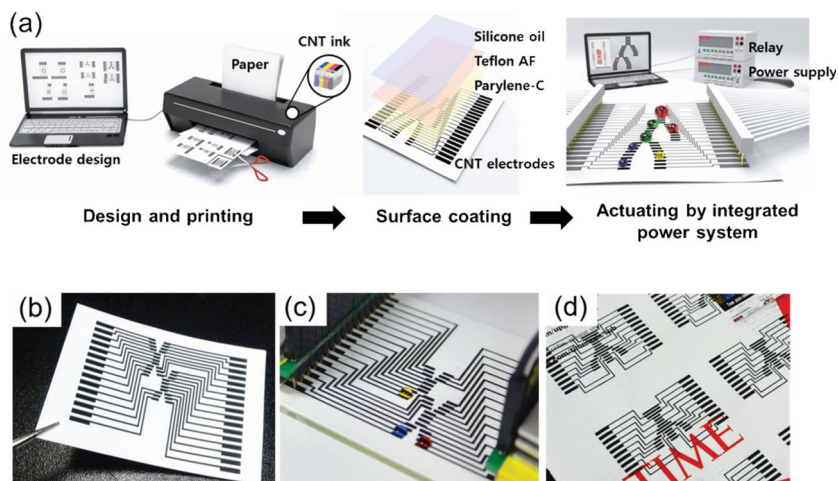 (a)
CNT ink
Paper
Electrode design
Silicone oil
Teflon AF
Parylene-C
CNT electrodes
Relay
Power supply
Design and printing
Surface coating
Actuating by integrated
power system
(b)
(c)
(d)
TIME